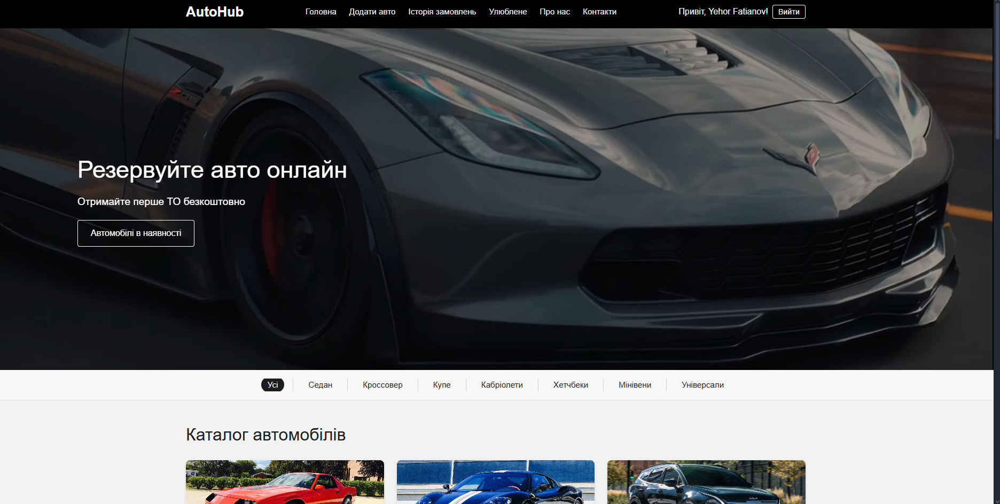 AutoHub
Головна Додати авто Історія замовлень Улюблене Про нас Контакти
Привіт, Yehor Fatianov! Вийти
Резервуйте авто онлайн
Отримайте перше ТО безкоштовно
Автомобілі в наявності
Усі Седан Кроссовер Купе Кабріолети Хетчбеки Мінівени Універсали
Каталог автомобілів